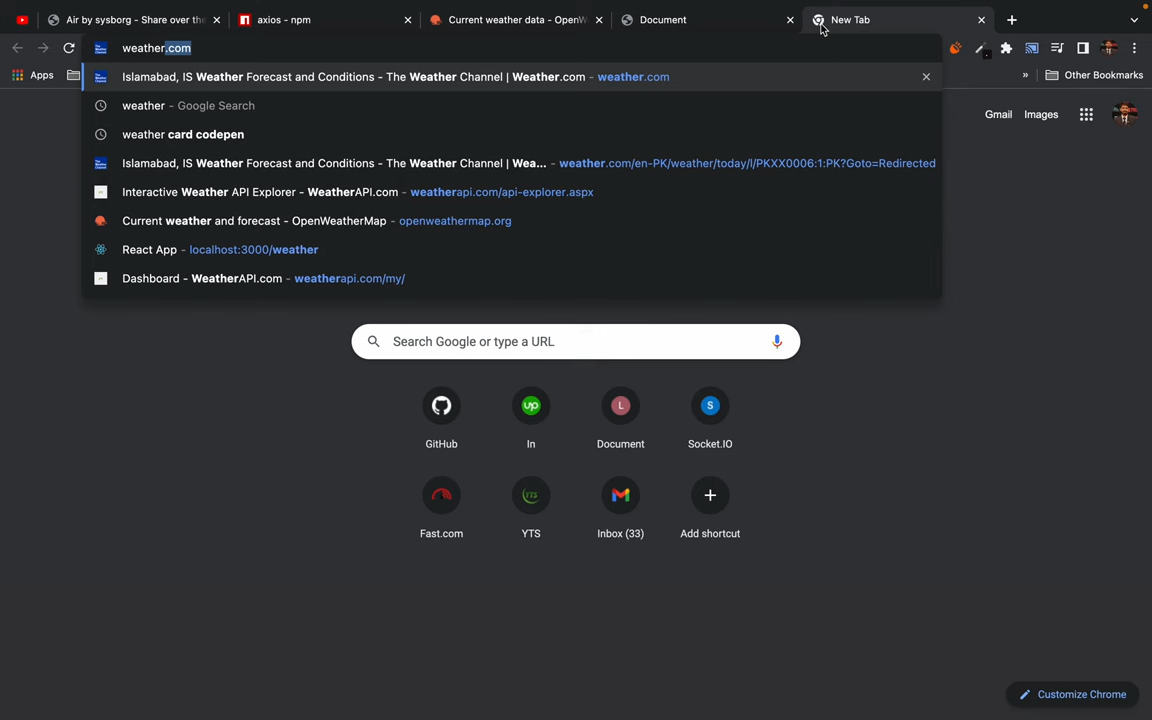 Air by sysborg - Share over the
axios - npm
Current weather data - OpenW
Document
New Tab
weather.com
Apps
Islamabad, IS Weather Forecast and Conditions - The Weather Channel | Weather.com - weather.com
Other Bookmarks
weather - Google Search
Gmail
Images
weather card codepen
Islamabad, IS Weather Forecast and Conditions - The Weather Channel | Wea... - weather.com/en-PK/weather/today/l/PKXX0006:1:PK?Goto=Redirected
Interactive Weather API Explorer - WeatherAPI.com - weatherapi.com/api-explorer.aspx
Current weather and forecast - OpenWeatherMap - openweathermap.org
React App - localhost:3000/weather
Dashboard - WeatherAPI.com - weatherapi.com/my/
Search Google or type a URL
up
L
S
GitHub
In
Document
Socket.IO
YTS
Fast.com
YTS
Inbox (33)
Add shortcut
Customize Chrome